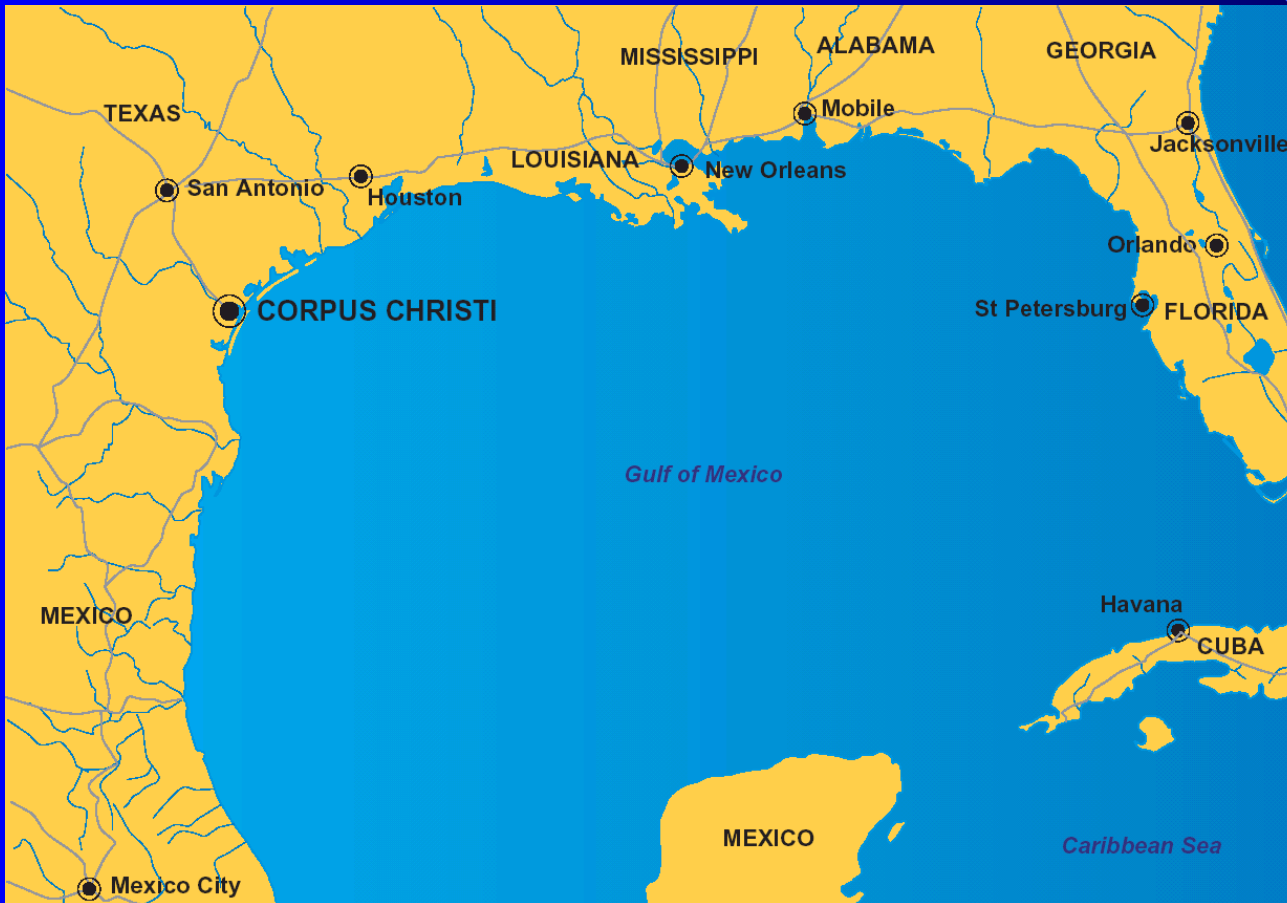 MISSISSIPPI
ALABAMA
GEORGIA
TEXAS
Mobile
Jacksonville
LOUISIANA
New Orleans
San Antonio
Houston
Orlando
CORPUS CHRISTI
St Petersburg
FLORIDA
Gulf of Mexico
Havana
MEXICO
CUBA
MEXICO
Caribbean Sea
Mexico City